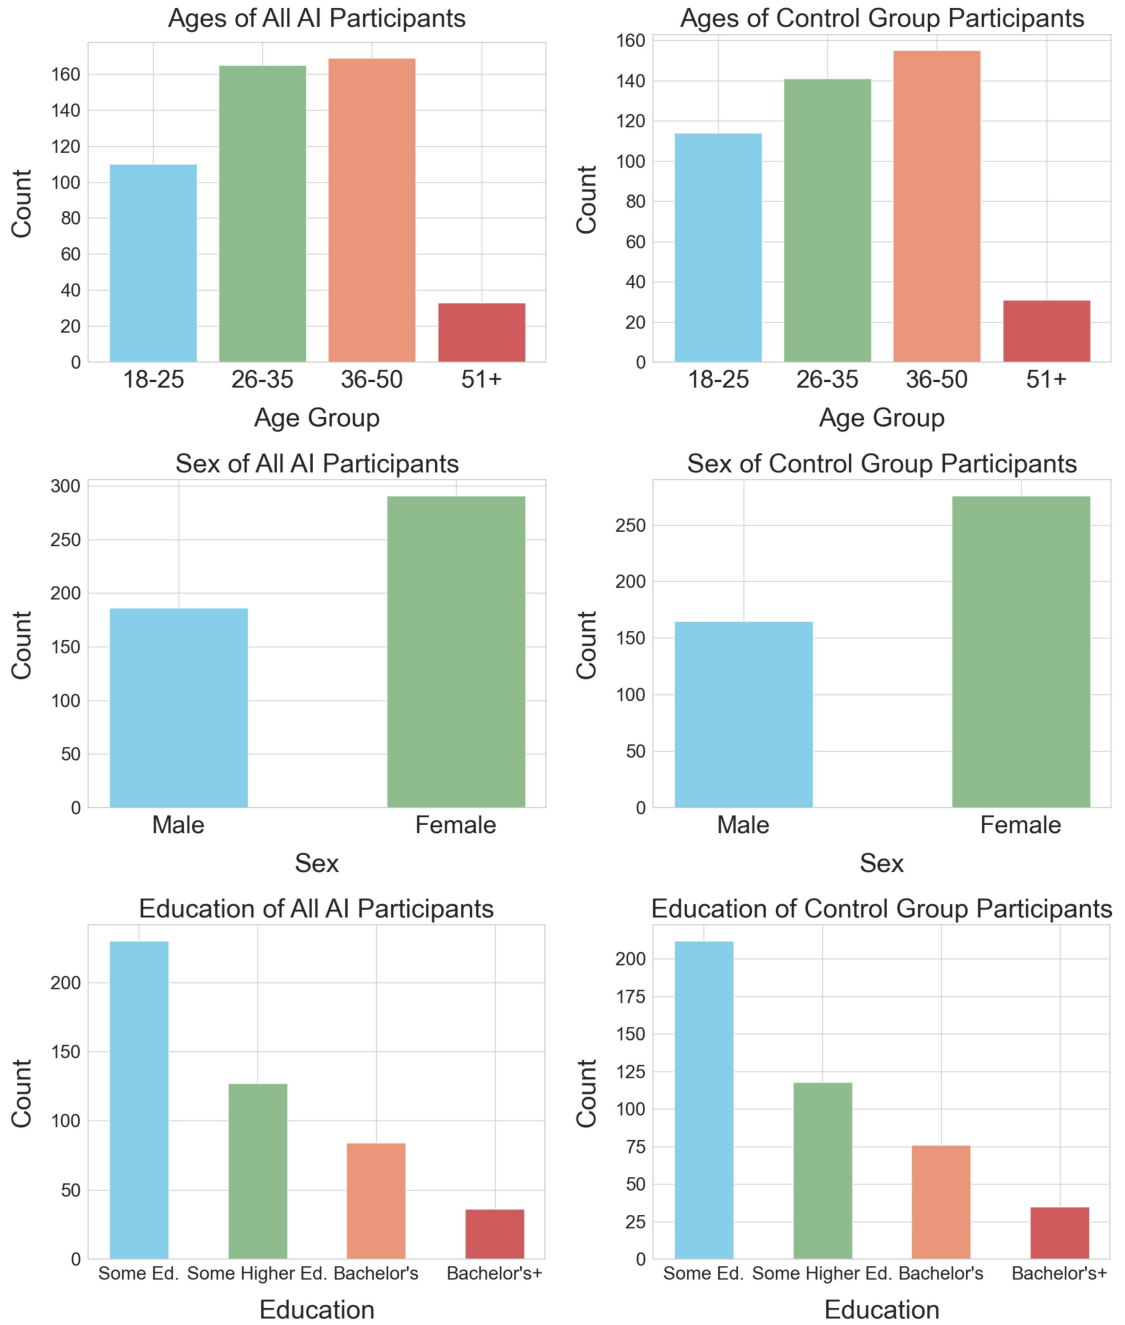 Ages of All AI Participants
160
140
120
100
80
60
40
20
0
Count
18-25 26-35 36-50 51+
Age Group
Ages of Control Group Participants
160
140
120
100
80
60
40
20
0
Count
18-25 26-35 36-50 51+
Age Group
Sex of All AI Participants
300
250
200
150
100
50
0
Count
Male Female
Sex
Sex of Control Group Participants
250
200
150
100
50
0
Count
Male Female
Sex
Education of All AI Participants
200
150
100
50
0
Count
Some Ed. Some Higher Ed. Bachelor's Bachelor's+
Education
Education of Control Group Participants
200
175
150
125
100
75
50
25
0
Count
Some Ed. Some Higher Ed. Bachelor's Bachelor's+
Education